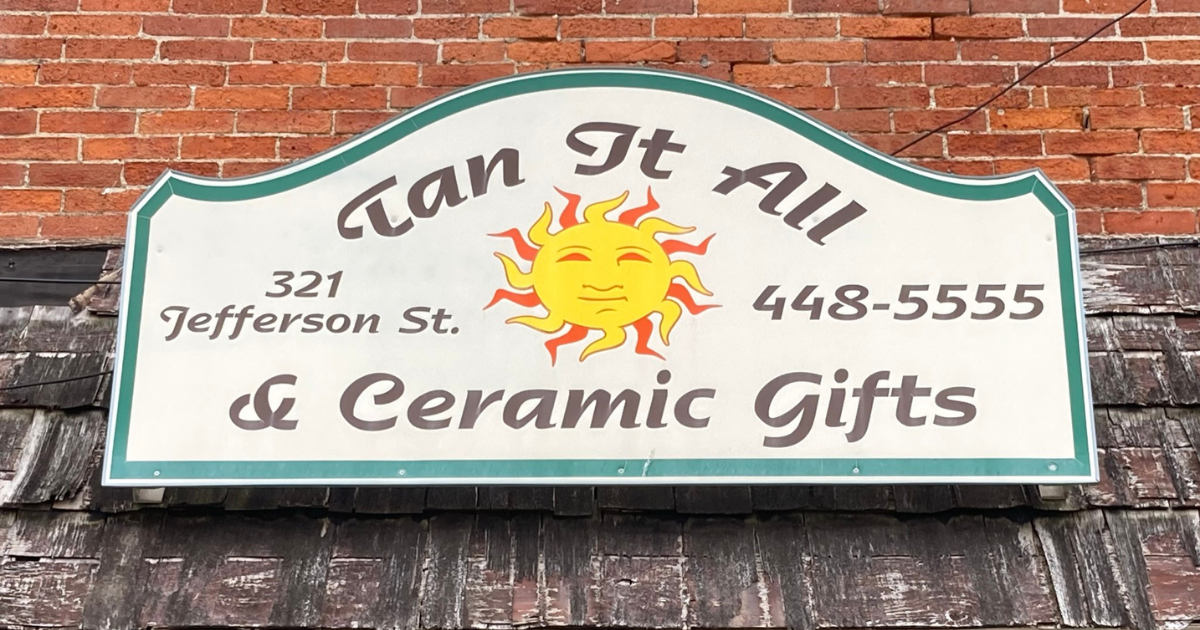 Tan It All
321
Jefferson St.
448-5555
& Ceramic Gifts